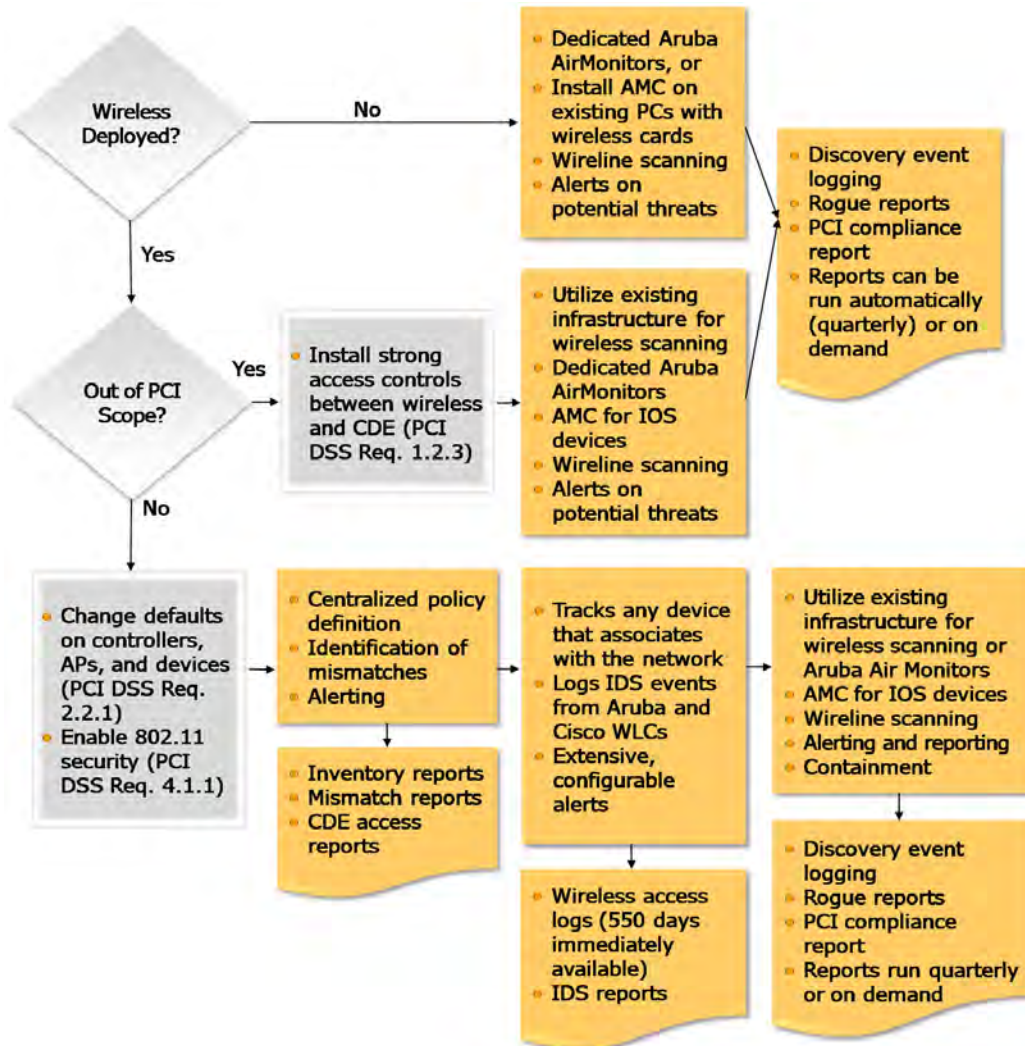 Wireless
Deployed?
No
Dedicated Aruba
AirMonitors, or
Install AMC on
existing PCs with
wireless cards
Wireline scanning
Alerts on
potential threats
Discovery event
logging
Rogue reports
PCI compliance
report
Reports can be
run automatically
(quarterly) or on
demand
Yes
Out of PCI
Scope?
Yes
Install strong
access controls
between wireless
and CDE (PCI
DSS Req. 1.2.3)
Utilize existing
infrastructure for
wireless scanning
Dedicated Aruba
AirMonitors
AMC for IOS
devices
Wireline scanning
Alerts on
potential threats
No
Change defaults
on controllers,
APs, and devices
(PCI DSS Req.
2.2.1)
Enable 802.11
security (PCI
DSS Req. 4.1.1)
Centralized policy
definition
Identification of
mismatches
Alerting
Inventory reports
Mismatch reports
CDE access
reports
Tracks any device
that associates
with the network
Logs IDS events
from Aruba and
Cisco WLCs
Extensive,
configurable
alerts
Wireless access
logs (550 days
immediately
available)
IDS reports
Utilize existing
infrastructure for
wireless scanning or
Aruba Air Monitors
AMC for IOS devices
Wireline scanning
Alerting and reporting
Containment
Discovery event
logging
Rogue reports
PCI compliance
report
Reports run quarterly
or on demand